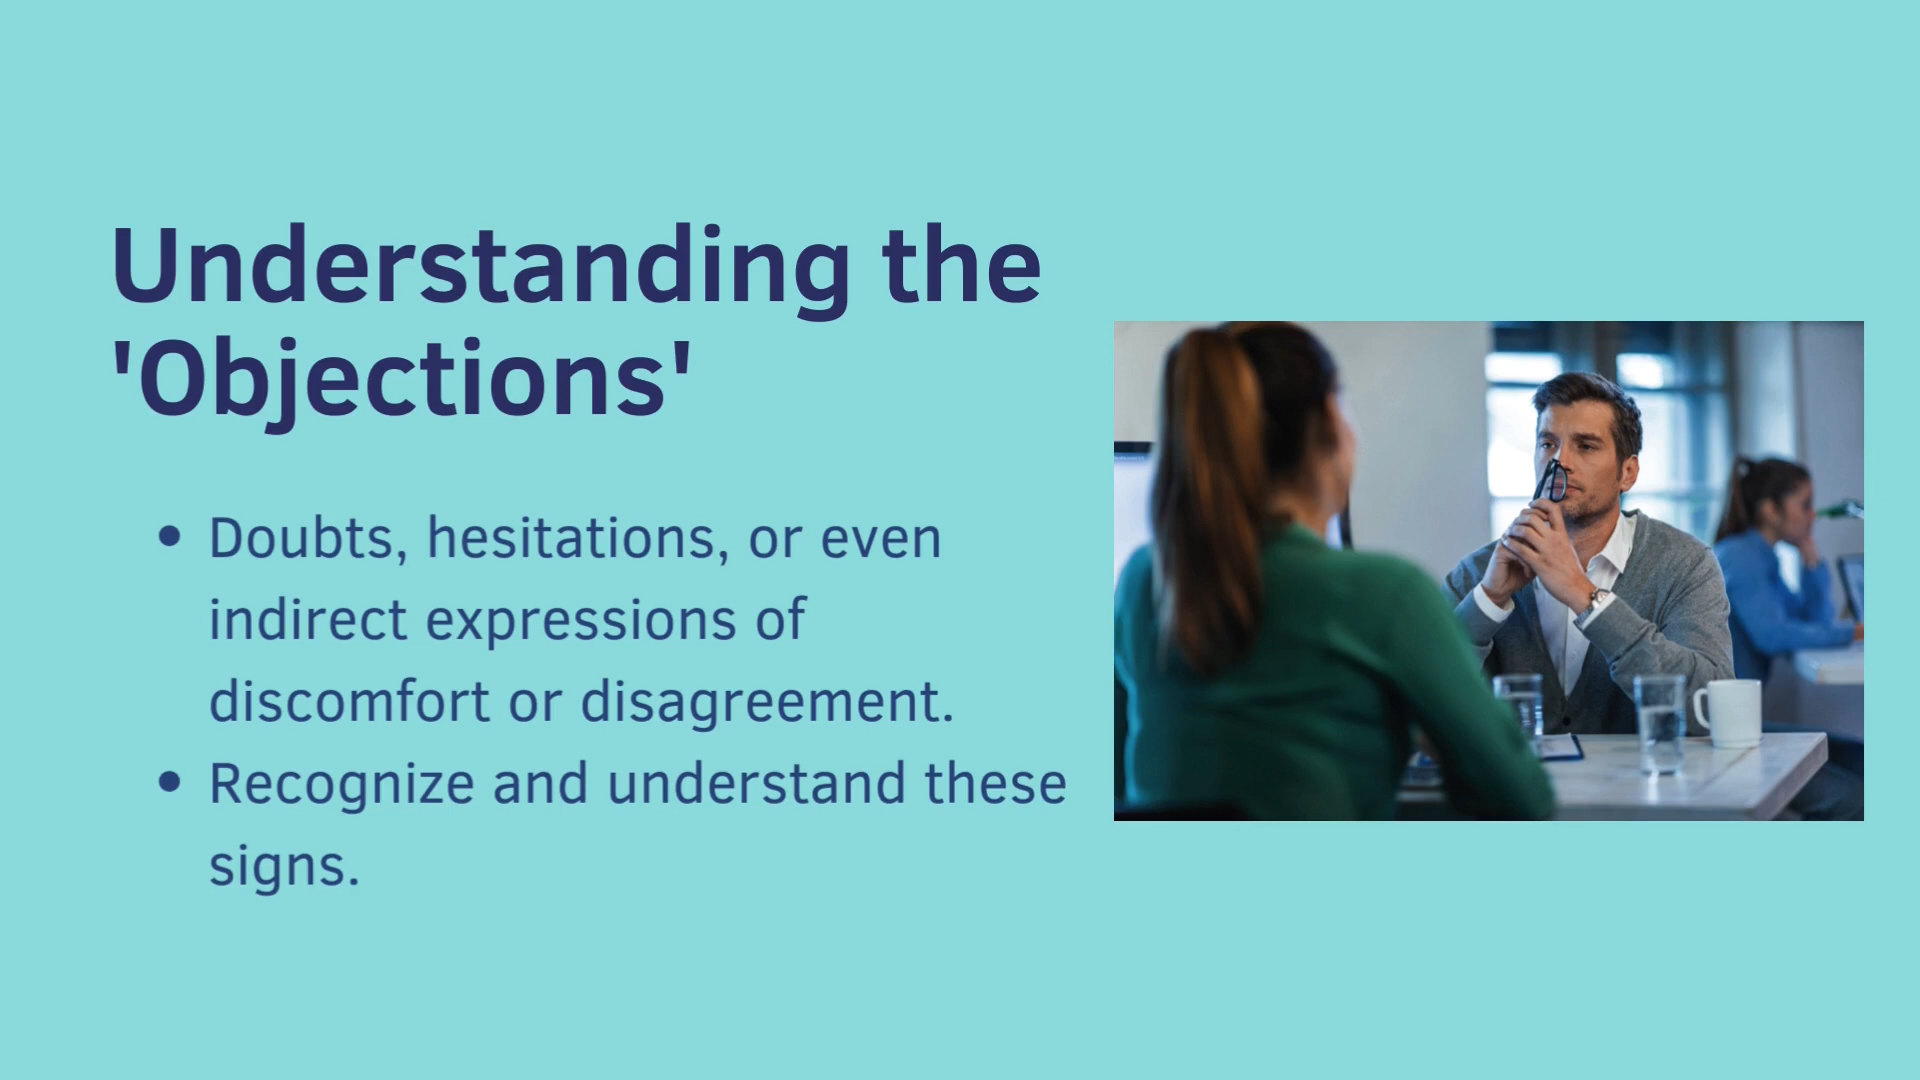 Understanding the
'Objections'
• Doubts, hesitations, or even
indirect expressions of
discomfort or disagreement.
• Recognize and understand these
signs.